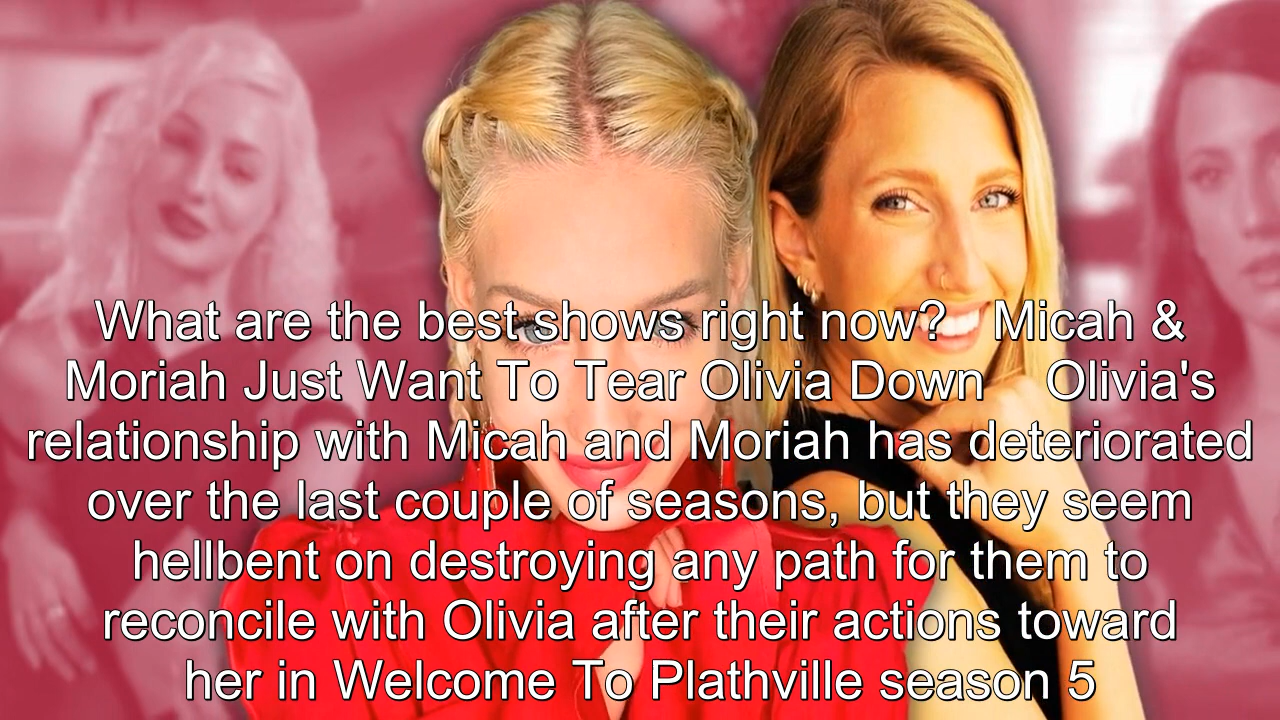 What are the best shows right now?   Micah &
Moriah Just Want To Tear Olivia Down    Olivia's
relationship with Micah and Moriah has deteriorated
over the last couple of seasons, but they seem
hellbent on destroying any path for them to
reconcile with Olivia after their actions toward
her in Welcome To Plathville season 5